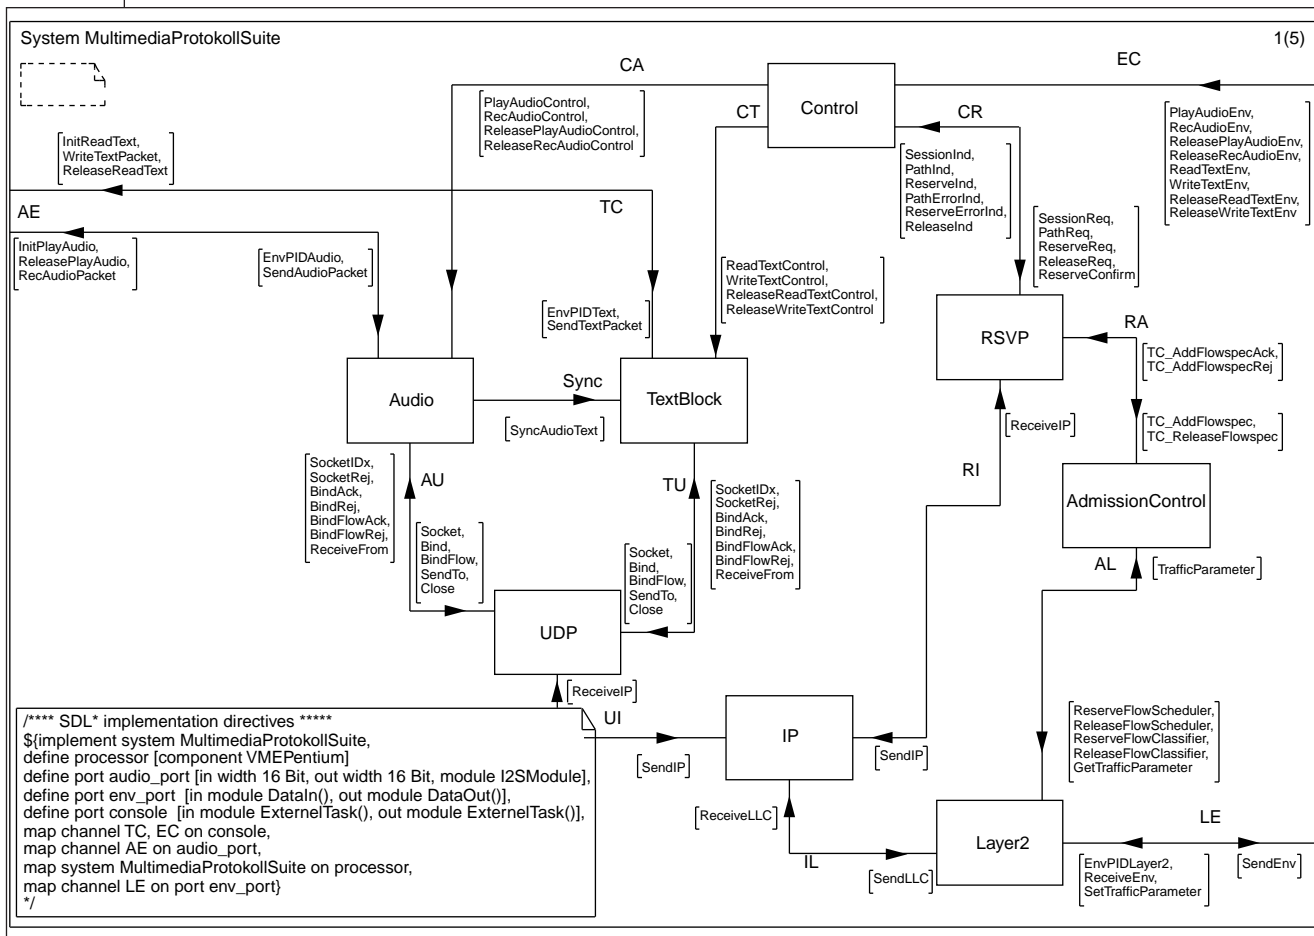 System MultimediaProtokollSuite
1(5)
CA
EC
PlayAudioControl,
RecAudioControl,
ReleasePlayAudioControl,
ReleaseRecAudioControl
CT
Control
CR
PlayAudioEnv,
RecAudioEnv,
ReleasePlayAudioEnv,
ReleaseRecAudioEnv,
ReadTextEnv,
WriteTextEnv,
ReleaseReadTextEnv,
ReleaseWriteTextEnv
InitReadText,
WriteTextPacket,
ReleaseReadText
SessionInd,
PathInd,
ReserveInd,
PathErrorInd,
ReserveErrorInd,
ReleaseInd
AE
TC
InitPlayAudio,
ReleasePlayAudio,
RecAudioPacket
EnvPIDAudio,
SendAudioPacket
SessionReq,
PathReq,
ReserveReq,
ReleaseReq,
ReserveConfirm
ReadTextControl,
WriteTextControl,
ReleaseReadTextControl,
ReleaseWriteTextControl
EnvPIDText,
SendTextPacket
RSVP
RA
TC_AddFlowspecAck,
TC_AddFlowspecRej
Audio
Sync
TextBlock
SyncAudioText
ReceiveIP
TC_AddFlowspec,
TC_ReleaseFlowspec
SocketIDx,
SocketRej,
BindAck,
BindRej,
BindFlowAck,
BindFlowRej,
ReceiveFrom
AU
TU
SocketIDx,
SocketRej,
BindAck,
BindRej,
BindFlowAck,
BindFlowRej,
ReceiveFrom
RI
AdmissionControl
Socket,
Bind,
BindFlow,
SendTo,
Close
Socket,
Bind,
BindFlow,
SendTo,
Close
AL
TrafficParameter
UDP
ReceiveIP
UI
SendIP
IP
SendIP
ReserveFlowScheduler,
ReleaseFlowScheduler,
ReserveFlowClassifier,
ReleaseFlowClassifier,
GetTrafficParameter
/**** SDL* implementation directives *****
${implement system MultimediaProtokollSuite,
define processor [component VMEPentium]
define port audio_port [in width 16 Bit, out width 16 Bit, module I2SModule],
define port env_port [in module DataIn(), out module DataOut()],
define port console [in module ExternelTask(), out module ExternelTask()],
map channel TC, EC on console,
map channel AE on audio_port,
map system MultimediaProtokollSuite on processor,
map channel LE on port env_port}
*/
ReceiveLLC
IL
SendLLC
Layer2
LE
EnvPIDLayer2,
ReceiveEnv,
SetTrafficParameter
SendEnv